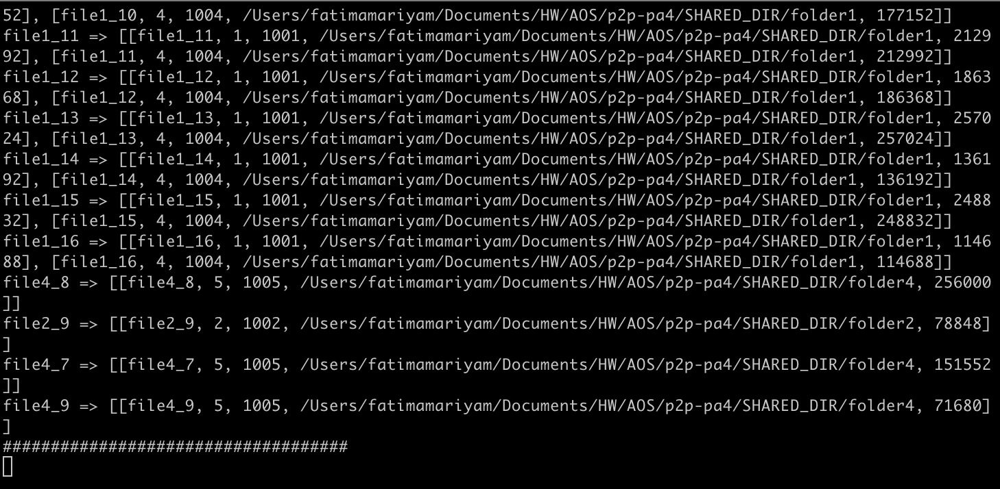 52], [file1_10, 4, 1004, /Users/fatimamariyam/Documents/HW/AOS/p2p-pa4/SHARED_DIR/folder1, 177152]]
file1_11 => [[file1_11, 1, 1001, /Users/fatimamariyam/Documents/HW/AOS/p2p-pa4/SHARED_DIR/folder1, 2129
92], [file1_11, 4, 1004, /Users/fatimamariyam/Documents/HW/AOS/p2p-pa4/SHARED_DIR/folder1, 212992]]
file1_12 => [[file1_12, 1, 1001, /Users/fatimamariyam/Documents/HW/AOS/p2p-pa4/SHARED_DIR/folder1, 1863
68], [file1_12, 4, 1004, /Users/fatimamariyam/Documents/HW/AOS/p2p-pa4/SHARED_DIR/folder1, 186368]]
file1_13 => [[file1_13, 1, 1001, /Users/fatimamariyam/Documents/HW/AOS/p2p-pa4/SHARED_DIR/folder1, 2570
24], [file1_13, 4, 1004, /Users/fatimamariyam/Documents/HW/AOS/p2p-pa4/SHARED_DIR/folder1, 257024]]
file1_14 => [[file1_14, 1, 1001, /Users/fatimamariyam/Documents/HW/AOS/p2p-pa4/SHARED_DIR/folder1, 1361
92], [file1_14, 4, 1004, /Users/fatimamariyam/Documents/HW/AOS/p2p-pa4/SHARED_DIR/folder1, 136192]]
file1_15 => [[file1_15, 1, 1001, /Users/fatimamariyam/Documents/HW/AOS/p2p-pa4/SHARED_DIR/folder1, 2488
32], [file1_15, 4, 1004, /Users/fatimamariyam/Documents/HW/AOS/p2p-pa4/SHARED_DIR/folder1, 248832]]
file1_16 => [[file1_16, 1, 1001, /Users/fatimamariyam/Documents/HW/AOS/p2p-pa4/SHARED_DIR/folder1, 1146
88], [file1_16, 4, 1004, /Users/fatimamariyam/Documents/HW/AOS/p2p-pa4/SHARED_DIR/folder1, 114688]]
file4_8 => [[file4_8, 5, 1005, /Users/fatimamariyam/Documents/HW/AOS/p2p-pa4/SHARED_DIR/folder4, 256000
]]
file2_9 => [[file2_9, 2, 1002, /Users/fatimamariyam/Documents/HW/AOS/p2p-pa4/SHARED_DIR/folder2, 78848]
]
file4_7 => [[file4_7, 5, 1005, /Users/fatimamariyam/Documents/HW/AOS/p2p-pa4/SHARED_DIR/folder4, 151552
]]
file4_9 => [[file4_9, 5, 1005, /Users/fatimamariyam/Documents/HW/AOS/p2p-pa4/SHARED_DIR/folder4, 71680]
]
####################################